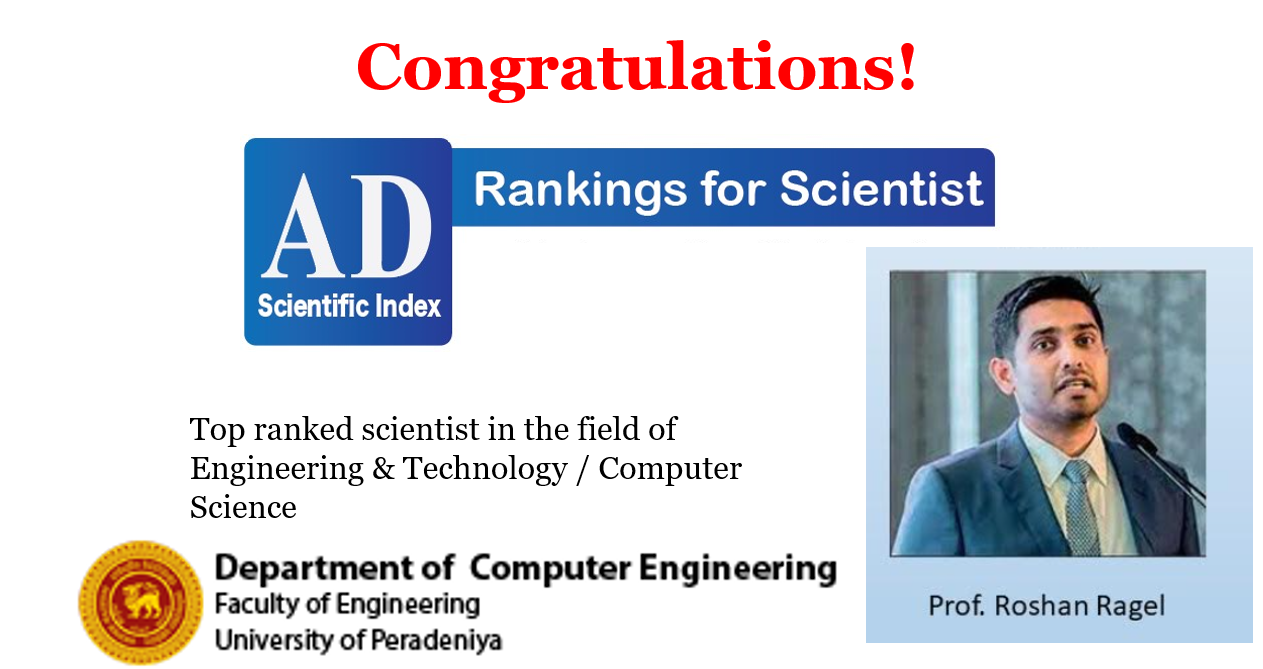 Congratulations!
AD
Scientific Index
Rankings for Scientist
Top ranked scientist in the field of
Engineering & Technology / Computer
Science
Department of Computer Engineering
Faculty of Engineering
University of Peradeniya
Prof. Roshan Ragel